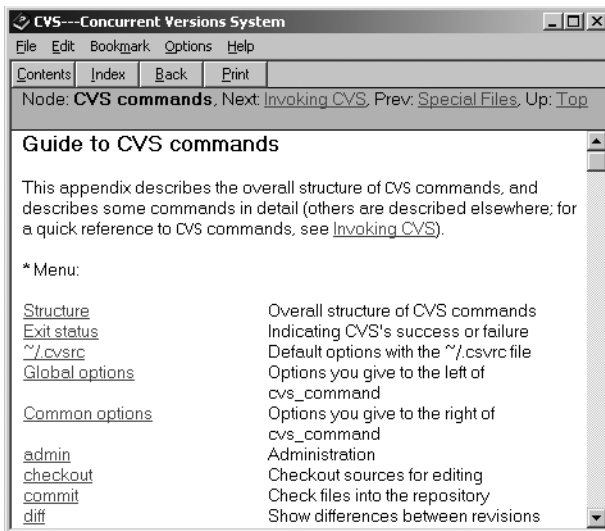 CVS---Concurrent Versions System
File Edit Bookmark Options Help
Contents Index Back Print
Node: CVS commands, Next: Invoking CVS, Prev: Special Files, Up: Top
Guide to CVS commands
This appendix describes the overall structure of CVS commands, and
describes some commands in detail (others are described elsewhere; for
a quick reference to CVS commands, see Invoking CVS).
* Menu:
Structure Overall structure of CVS commands
Exit status Indicating CVS's success or failure
~/.cvsrc Default options with the ~/.csvrc file
Global options Options you give to the left of
cvs_command
Common options Options you give to the right of
cvs_command
admin Administration
checkout Checkout sources for editing
commit Check files into the repository
diff Show differences between revisions